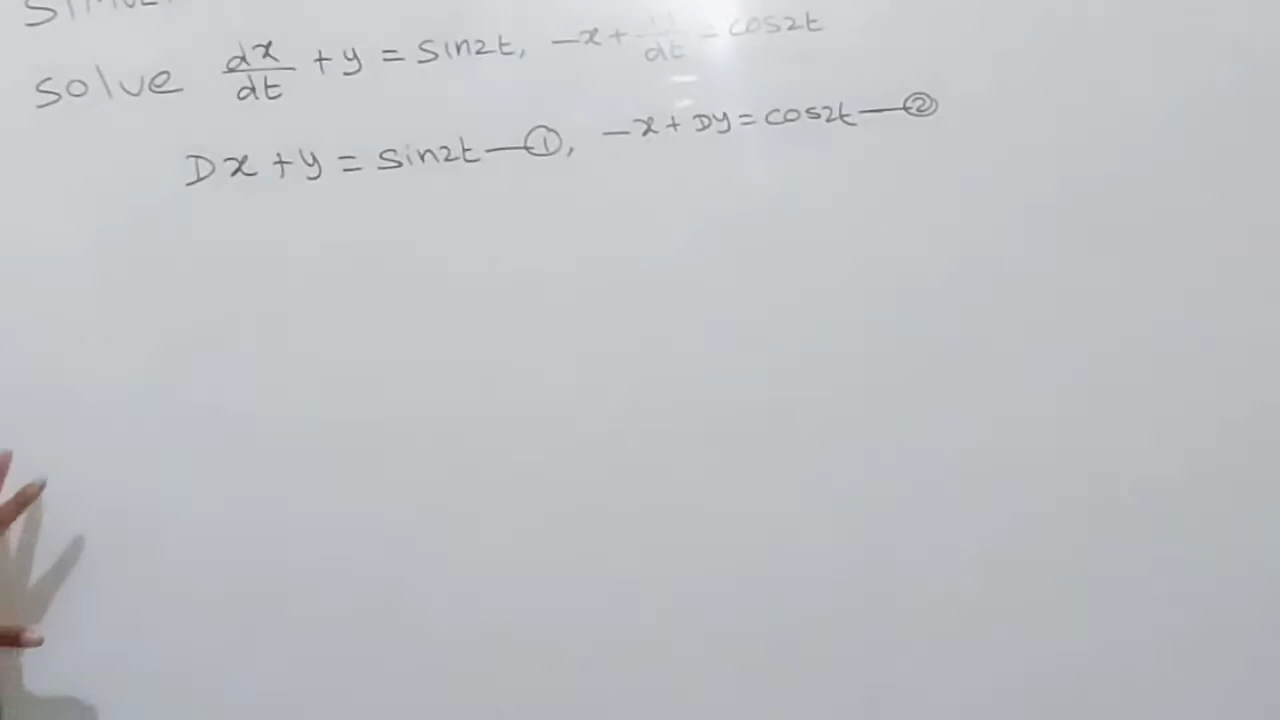 Solve dx/dt + y = sin2t, -x + /dt = cos2t
Dx + y = sin2t —①, -x + Dy = cos2t —②